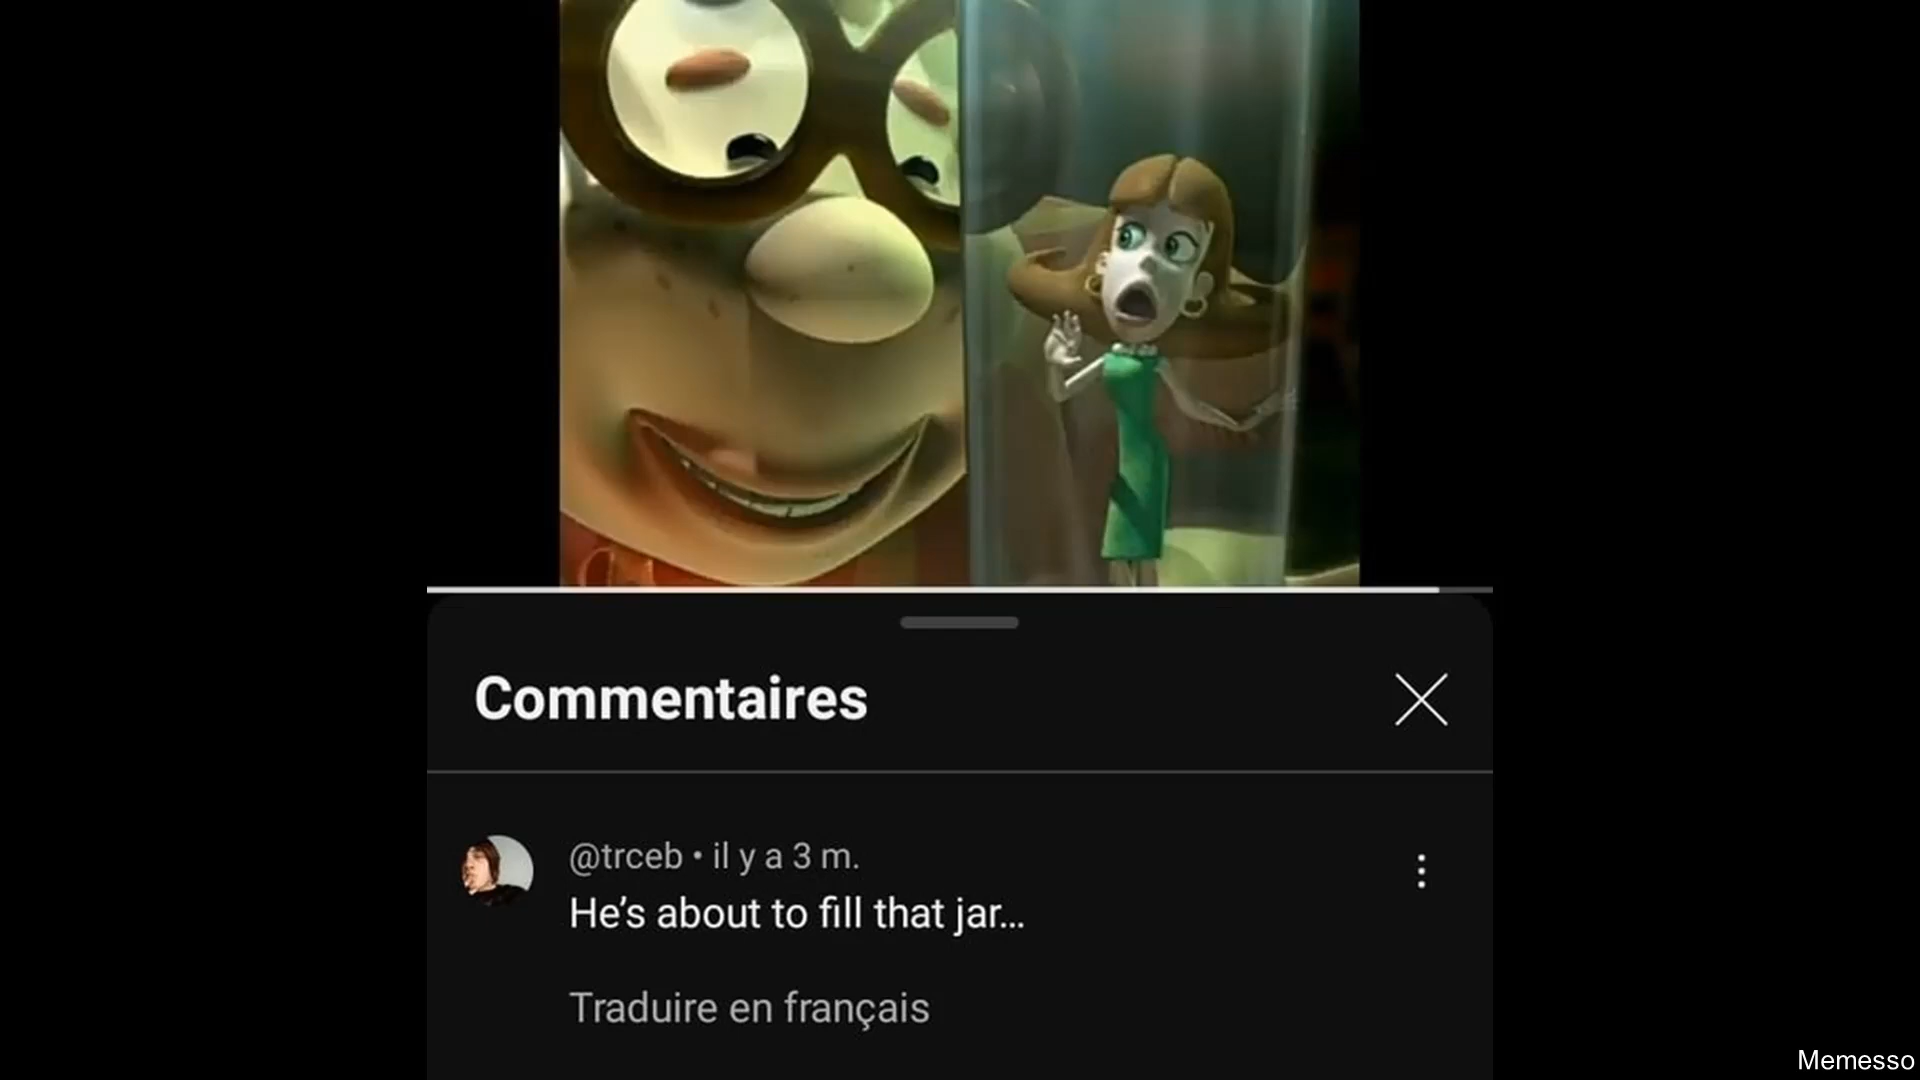 Commentaires
@trceb • il y a 3 m.
He’s about to fill that jar...
Traduire en français
Memesso